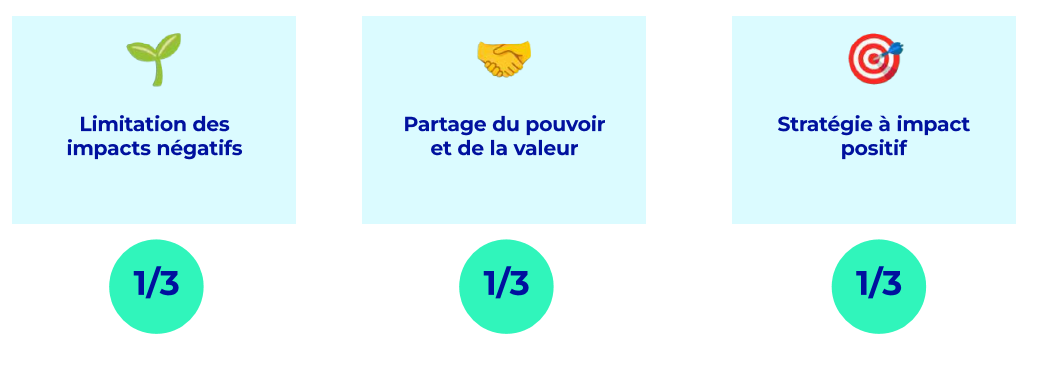 Limitation des
impacts négatifs
1/3
Partage du pouvoir
et de la valeur
1/3
Stratégie à impact
positif
1/3